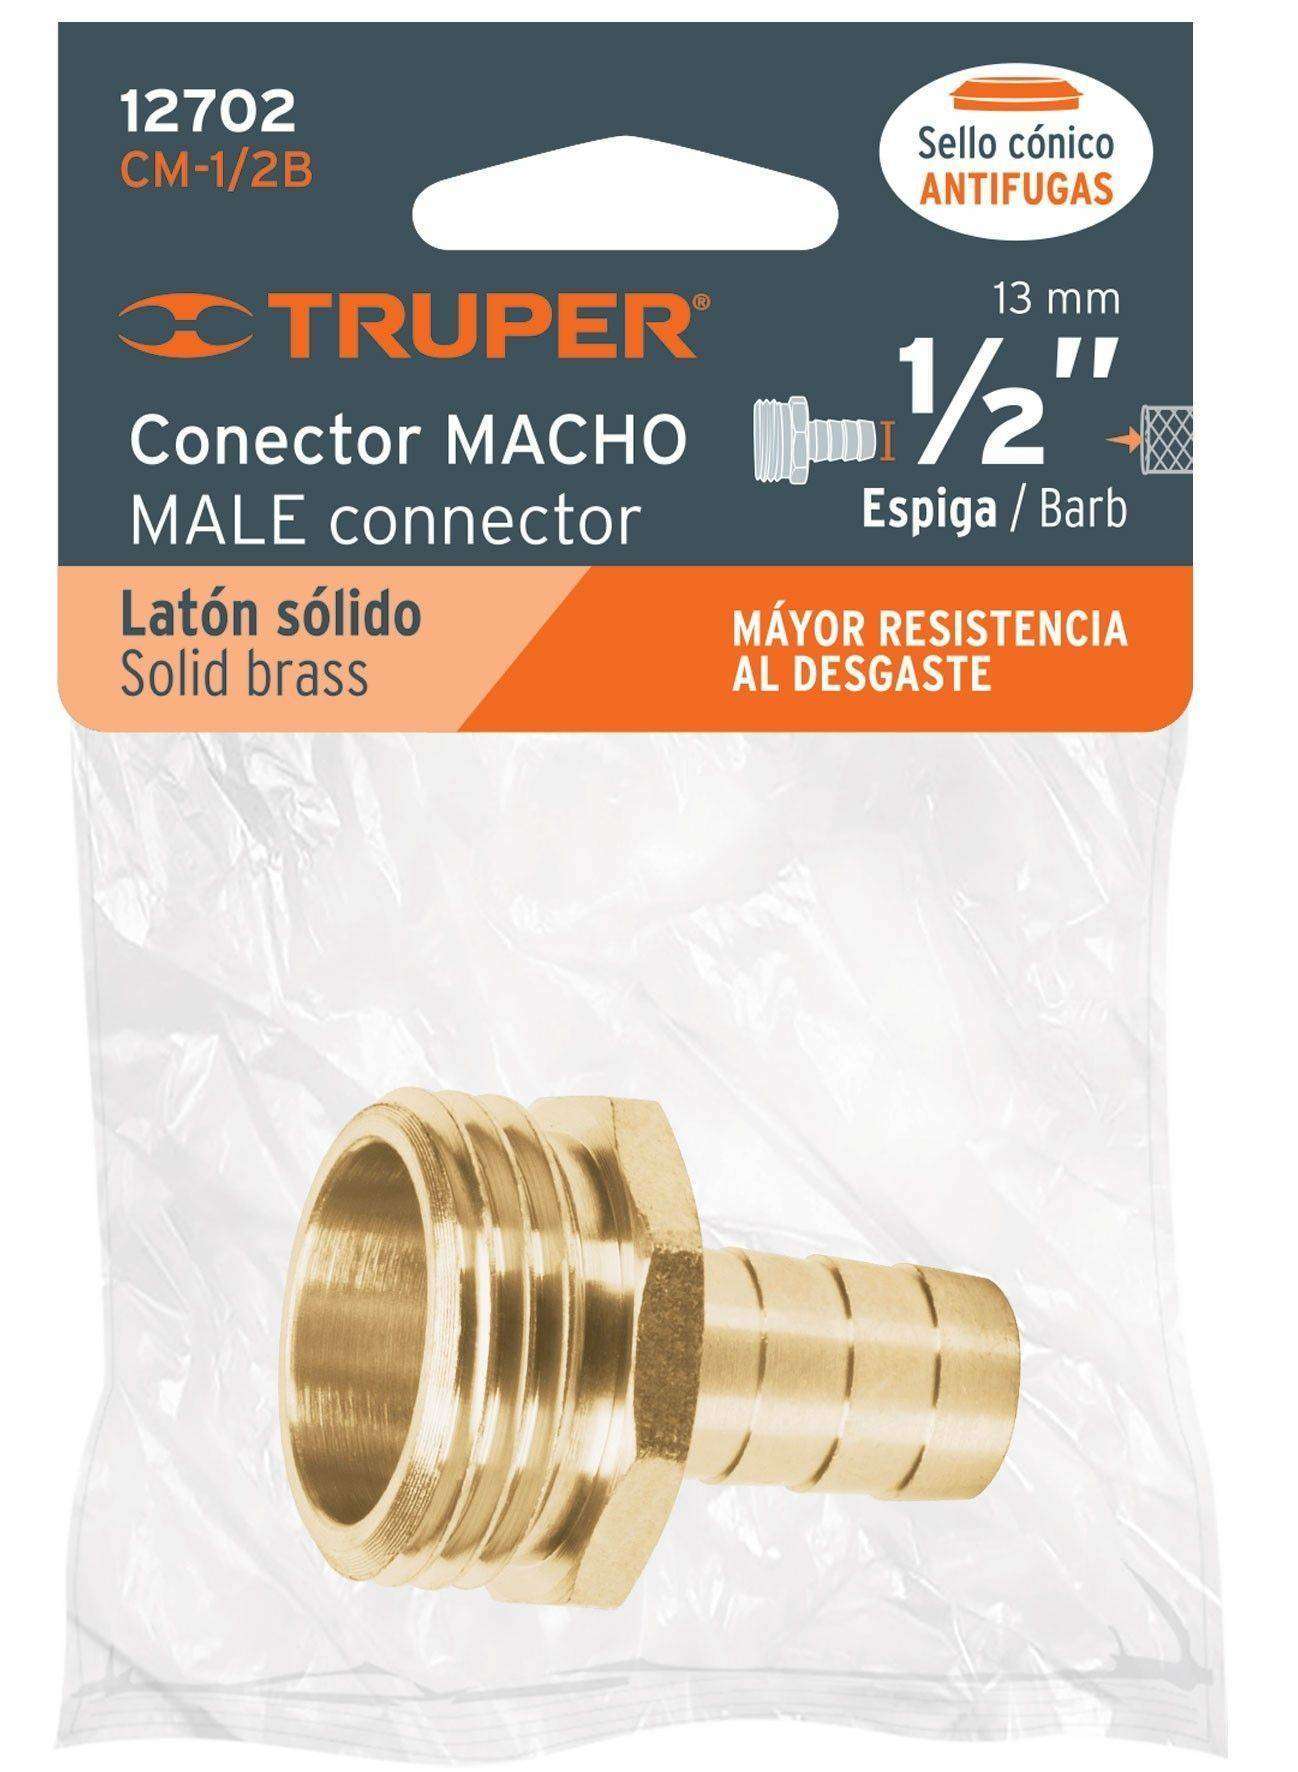 12702
CM-1/2B
Sello cónico
ANTIFUGAS
TRUPER®
13 mm
1/2"
Espiga / Barb
Conector MACHO
MALE connector
Latón sólido
Solid brass
MÁYOR RESISTENCIA
AL DESGASTE